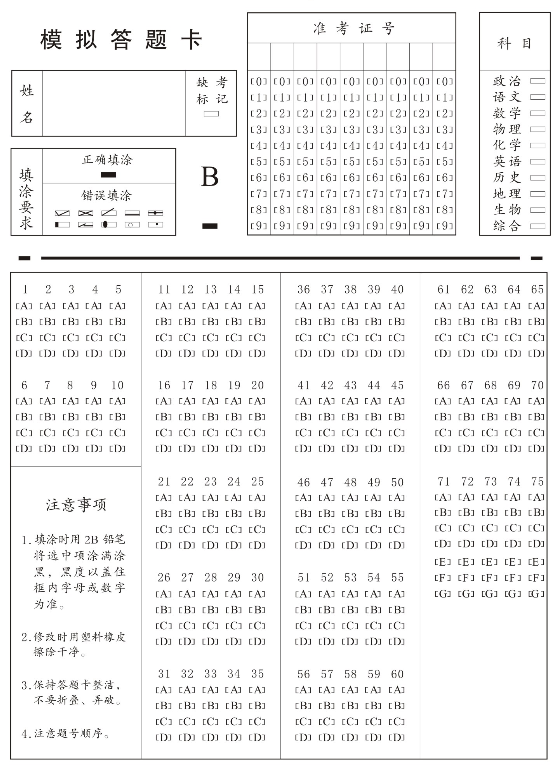 模拟答题卡
姓名
缺考
标记
填涂要求
正确填涂
错误填涂
B
准考证号
[0] [0] [0] [0] [0] [0] [0] [0] [0]
[1] [1] [1] [1] [1] [1] [1] [1] [1]
[2] [2] [2] [2] [2] [2] [2] [2] [2]
[3] [3] [3] [3] [3] [3] [3] [3] [3]
[4] [4] [4] [4] [4] [4] [4] [4] [4]
[5] [5] [5] [5] [5] [5] [5] [5] [5]
[6] [6] [6] [6] [6] [6] [6] [6] [6]
[7] [7] [7] [7] [7] [7] [7] [7] [7]
[8] [8] [8] [8] [8] [8] [8] [8] [8]
[9] [9] [9] [9] [9] [9] [9] [9] [9]
科目
政治
语文
数学
物理
化学
英语
历史
地理
生物
综合
1 2 3 4 5
[A] [A] [A] [A] [A]
[B] [B] [B] [B] [B]
[C] [C] [C] [C] [C]
[D] [D] [D] [D] [D]
6 7 8 9 10
[A] [A] [A] [A] [A]
[B] [B] [B] [B] [B]
[C] [C] [C] [C] [C]
[D] [D] [D] [D] [D]
注意事项
1.填涂时用2B铅笔
将选中项涂满涂
黑，黑度以盖住
框内字母或数字
为准。
2.修改时用塑料橡皮
擦除干净。
3.保持答题卡整洁，
不要折叠、弄破。
4.注意题号顺序。
11 12 13 14 15
[A] [A] [A] [A] [A]
[B] [B] [B] [B] [B]
[C] [C] [C] [C] [C]
[D] [D] [D] [D] [D]
16 17 18 19 20
[A] [A] [A] [A] [A]
[B] [B] [B] [B] [B]
[C] [C] [C] [C] [C]
[D] [D] [D] [D] [D]
21 22 23 24 25
[A] [A] [A] [A] [A]
[B] [B] [B] [B] [B]
[C] [C] [C] [C] [C]
[D] [D] [D] [D] [D]
26 27 28 29 30
[A] [A] [A] [A] [A]
[B] [B] [B] [B] [B]
[C] [C] [C] [C] [C]
[D] [D] [D] [D] [D]
31 32 33 34 35
[A] [A] [A] [A] [A]
[B] [B] [B] [B] [B]
[C] [C] [C] [C] [C]
[D] [D] [D] [D] [D]
36 37 38 39 40
[A] [A] [A] [A] [A]
[B] [B] [B] [B] [B]
[C] [C] [C] [C] [C]
[D] [D] [D] [D] [D]
41 42 43 44 45
[A] [A] [A] [A] [A]
[B] [B] [B] [B] [B]
[C] [C] [C] [C] [C]
[D] [D] [D] [D] [D]
46 47 48 49 50
[A] [A] [A] [A] [A]
[B] [B] [B] [B] [B]
[C] [C] [C] [C] [C]
[D] [D] [D] [D] [D]
51 52 53 54 55
[A] [A] [A] [A] [A]
[B] [B] [B] [B] [B]
[C] [C] [C] [C] [C]
[D] [D] [D] [D] [D]
56 57 58 59 60
[A] [A] [A] [A] [A]
[B] [B] [B] [B] [B]
[C] [C] [C] [C] [C]
[D] [D] [D] [D] [D]
61 62 63 64 65
[A] [A] [A] [A] [A]
[B] [B] [B] [B] [B]
[C] [C] [C] [C] [C]
[D] [D] [D] [D] [D]
66 67 68 69 70
[A] [A] [A] [A] [A]
[B] [B] [B] [B] [B]
[C] [C] [C] [C] [C]
[D] [D] [D] [D] [D]
71 72 73 74 75
[A] [A] [A] [A] [A]
[B] [B] [B] [B] [B]
[C] [C] [C] [C] [C]
[D] [D] [D] [D] [D]
[E] [E] [E] [E] [E]
[F] [F] [F] [F] [F]
[G] [G] [G] [G] [G]